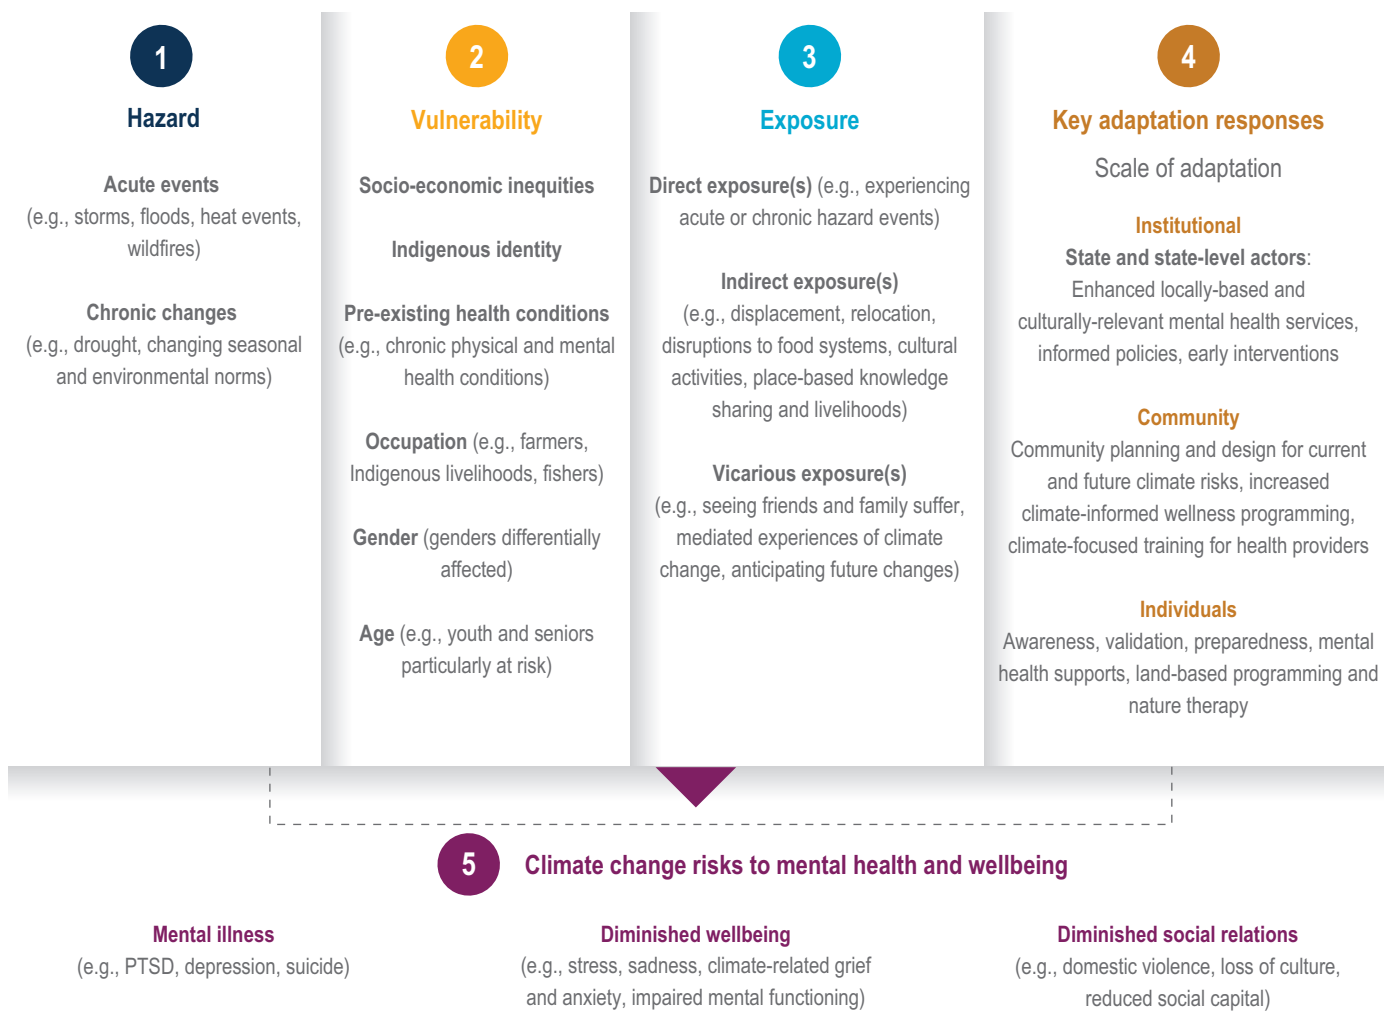 1
Hazard
Acute events
(e.g., storms, floods, heat events,
wildfires)
Chronic changes
(e.g., drought, changing seasonal
and environmental norms)
2
Vulnerability
Socio-economic inequities
Indigenous identity
Pre-existing health conditions
(e.g., chronic physical and mental
health conditions)
Occupation (e.g., farmers,
Indigenous livelihoods, fishers)
Gender (genders differentially
affected)
Age (e.g., youth and seniors
particularly at risk)
3
Exposure
Direct exposure(s) (e.g., experiencing
acute or chronic hazard events)
Indirect exposure(s)
(e.g., displacement, relocation,
disruptions to food systems, cultural
activities, place-based knowledge
sharing and livelihoods)
Vicarious exposure(s)
(e.g., seeing friends and family suffer,
mediated experiences of climate
change, anticipating future changes)
4
Key adaptation responses
Scale of adaptation
Institutional
State and state-level actors:
Enhanced locally-based and
culturally-relevant mental health services,
informed policies, early interventions
Community
Community planning and design for current
and future climate risks, increased
climate-informed wellness programming,
climate-focused training for health providers
Individuals
Awareness, validation, preparedness, mental
health supports, land-based programming and
nature therapy
5
Climate change risks to mental health and wellbeing
Mental illness
(e.g., PTSD, depression, suicide)
Diminished wellbeing
(e.g., stress, sadness, climate-related grief
and anxiety, impaired mental functioning)
Diminished social relations
(e.g., domestic violence, loss of culture,
reduced social capital)